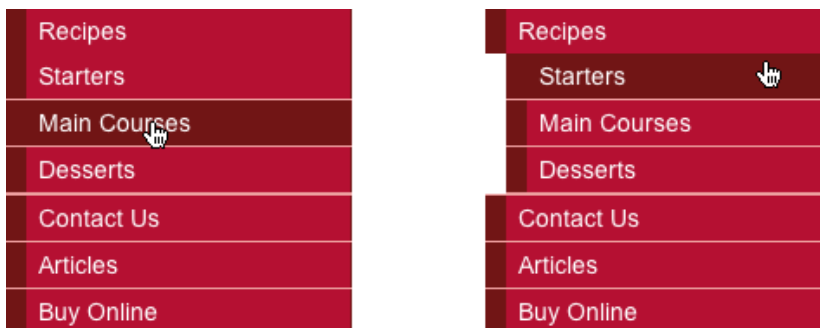 Recipes
Starters
Main Courses
Desserts
Contact Us
Articles
Buy Online
Recipes
Starters
Main Courses
Desserts
Contact Us
Articles
Buy Online